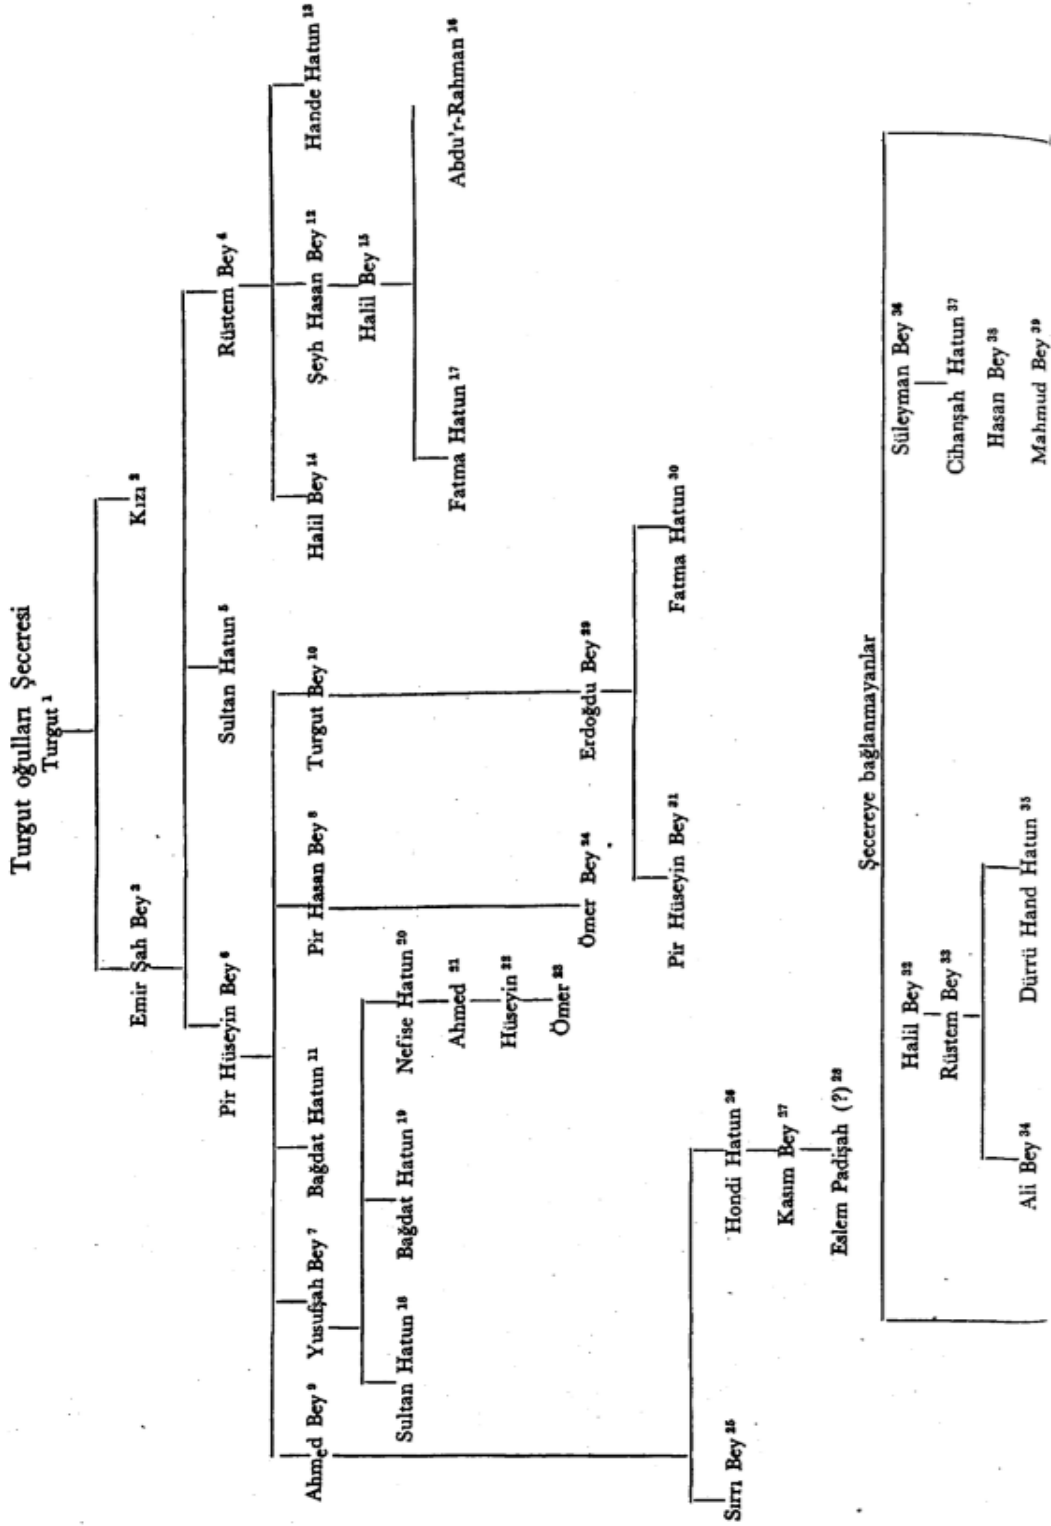 Turgut oğulları Şeceresi
Turgut ¹
Emir Şah Bey ³
Kızı ²
Pir Hüseyin Bey ⁶
Sultan Hatun ⁵
Rüstem Bey ⁴
Ahmed Bey ⁹
Yusufşah Bey ⁷
Bağdat Hatun ¹¹
Pir Hasan Bey ⁸
Turgut Bey ¹⁰
Halil Bey ¹⁴
Şeyh Hasan Bey ¹²
Hande Hatun ¹³
Halil Bey ¹⁵
Sultan Hatun ¹⁸
Bağdat Hatun ¹⁹
Nefise Hatun ²⁰
Fatma Hatun ¹⁷
Abdu'r-Rahman ¹⁶
Ahmed ²¹
Hüseyin ²²
Ömer ²³
Ömer Bey ²⁴
Erdoğdu Bey ²⁹
Pir Hüseyin Bey ³¹
Fatma Hatun ³⁰
Sırrı Bey ²⁵
Hondi Hatun ²⁶
Kasım Bey ²⁷
Eslem Padişah (?) ²⁸
Şecereye bağlanmayanlar
Halil Bey ³²
Süleyman Bey ³⁶
Rüstem Bey ³³
Cihanşah Hatun ³⁷
Hasan Bey ³⁸
Ali Bey ³⁴
Dürrü Hand Hatun ³⁵
Mahmud Bey ³⁹